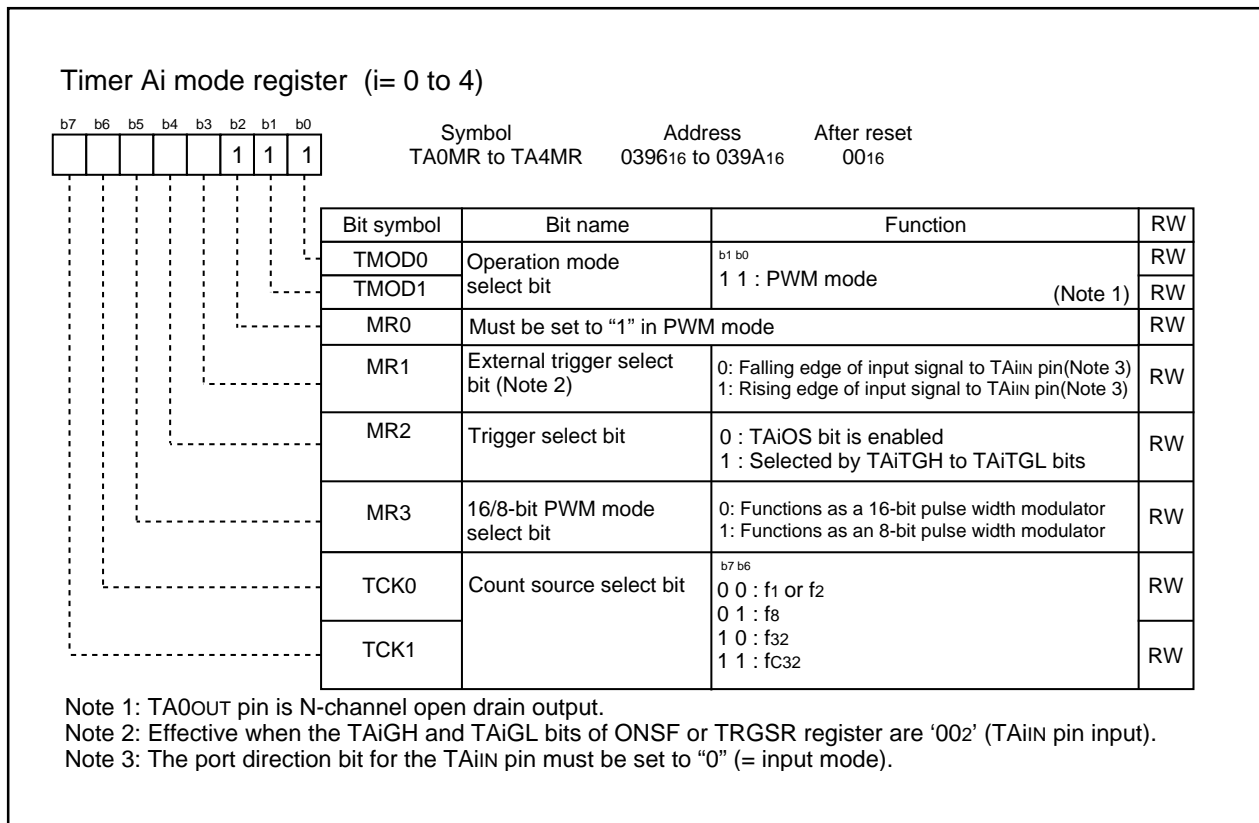 Timer Ai mode register (i= 0 to 4)
b7 b6 b5 b4 b3 b2 b1 b0
1 1 1
Symbol Address After reset
TA0MR to TA4MR 039616 to 039A16 0016
Bit symbol Bit name Function RW
TMOD0 Operation mode select bit b1 b0 RW
TMOD1 1 1 : PWM mode (Note 1) RW
MR0 Must be set to “1” in PWM mode RW
MR1 External trigger select bit (Note 2) 0: Falling edge of input signal to TAiIN pin(Note 3) RW
1: Rising edge of input signal to TAiIN pin(Note 3)
MR2 Trigger select bit 0 : TAiOS bit is enabled RW
1 : Selected by TAiTGH to TAiTGL bits
MR3 16/8-bit PWM mode select bit 0: Functions as a 16-bit pulse width modulator RW
1: Functions as an 8-bit pulse width modulator
TCK0 Count source select bit b7 b6 RW
0 0 : f1 or f2
0 1 : f8
TCK1 1 0 : f32 RW
1 1 : fC32
Note 1: TA0OUT pin is N-channel open drain output.
Note 2: Effective when the TAiGH and TAiGL bits of ONSF or TRGSR register are ‘002’ (TAiIN pin input).
Note 3: The port direction bit for the TAiIN pin must be set to “0” (= input mode).